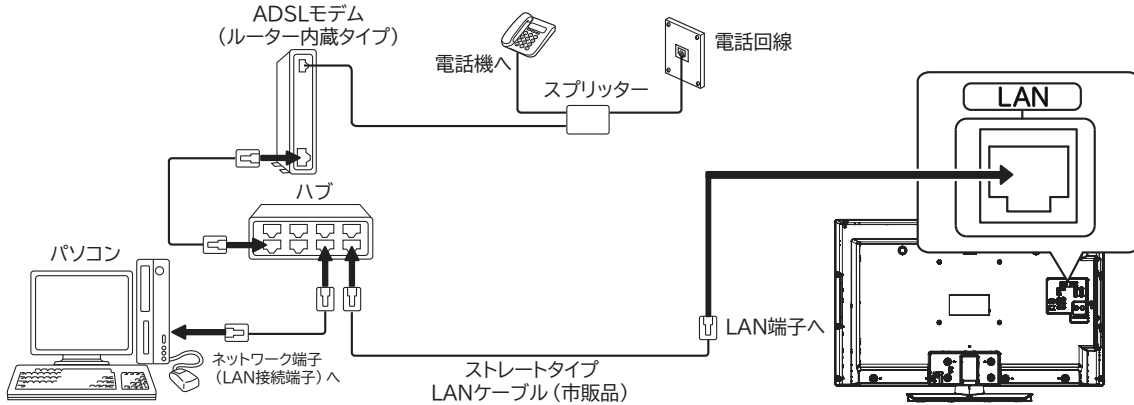 ADSLモデム
（ルーター内蔵タイプ）
電話機へ
電話回線
スプリッター
LAN
ハブ
パソコン
LAN端子へ
ネットワーク端子
（LAN接続端子）へ
ストレートタイプ
LANケーブル（市販品）